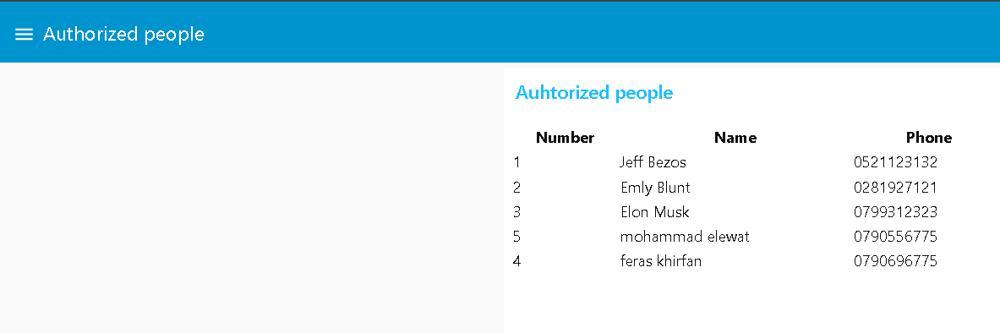 Authorized people
Auhtorized people
Number Name Phone
1 Jeff Bezos 0521123132
2 Emly Blunt 0281927121
3 Elon Musk 0799312323
5 mohammad elewat 0790556775
4 feras khirfan 0790696775